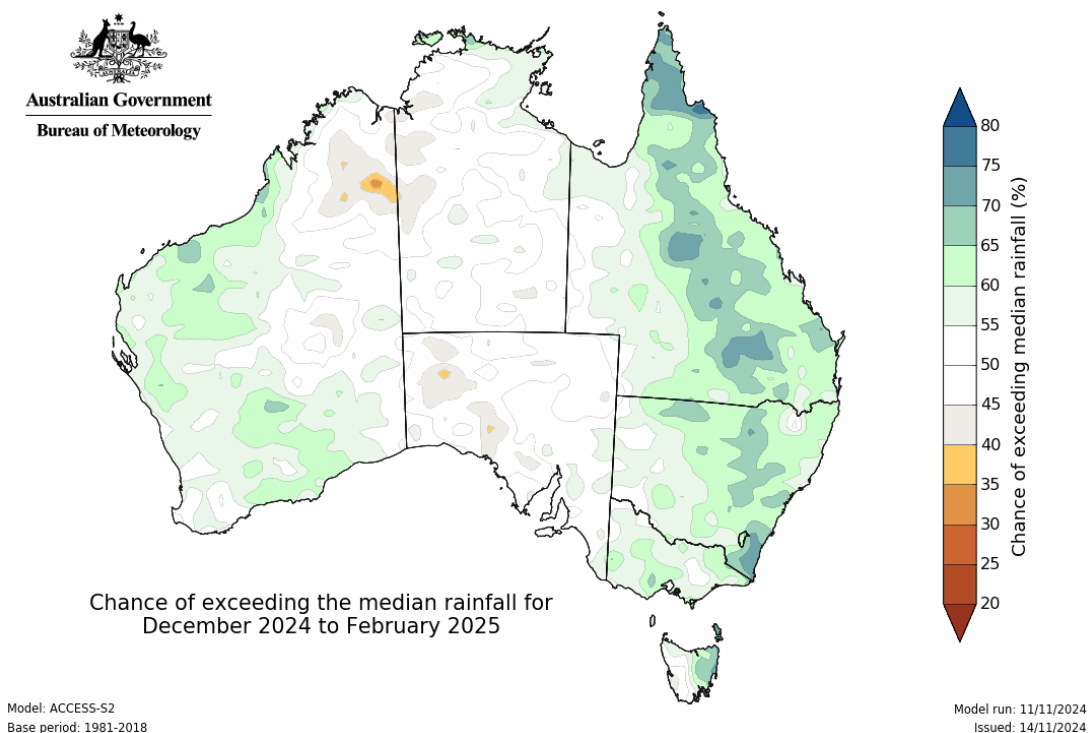 Australian Government
Bureau of Meteorology
80
75
70
65
60
55
50
45
40
35
30
25
20
Chance of exceeding median rainfall (%)
Chance of exceeding the median rainfall for
December 2024 to February 2025
Model: ACCESS-S2
Base period: 1981-2018
Model run: 11/11/2024
Issued: 14/11/2024